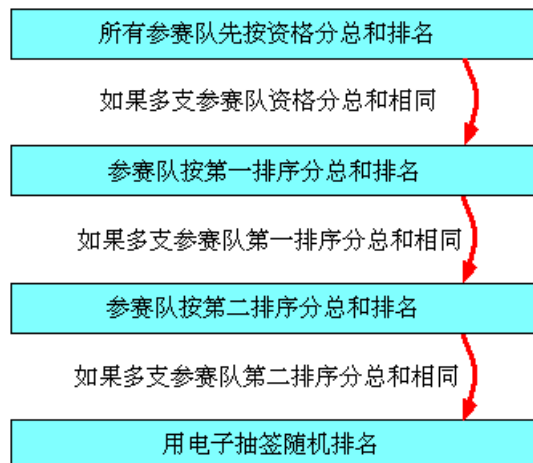 所有参赛队先按资格分总和排名
如果多支参赛队资格分总和相同
参赛队按第一排序分总和排名
如果多支参赛队第一排序分总和相同
参赛队按第二排序分总和排名
如果多支参赛队第二排序分总和相同
用电子抽签随机排名